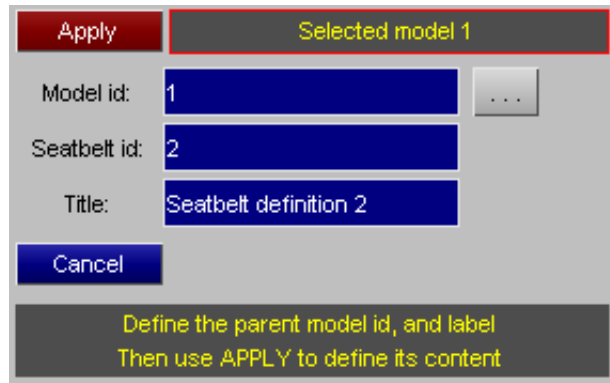 Apply Selected model 1
Model id: 1 ...
Seatbelt id: 2
Title: Seatbelt definition 2
Cancel
Define the parent model id, and label
Then use APPLY to define its content